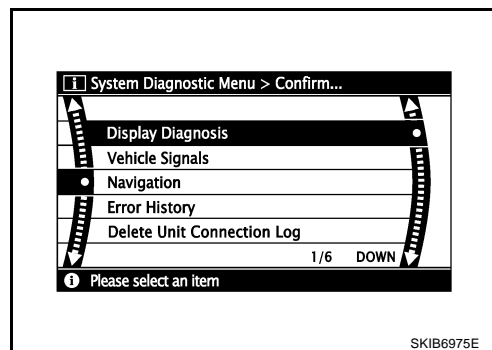 i System Diagnostic Menu > Confirm...
Display Diagnosis
Vehicle Signals
Navigation
Error History
Delete Unit Connection Log
1/6 DOWN
i Please select an item
SKIB6975E